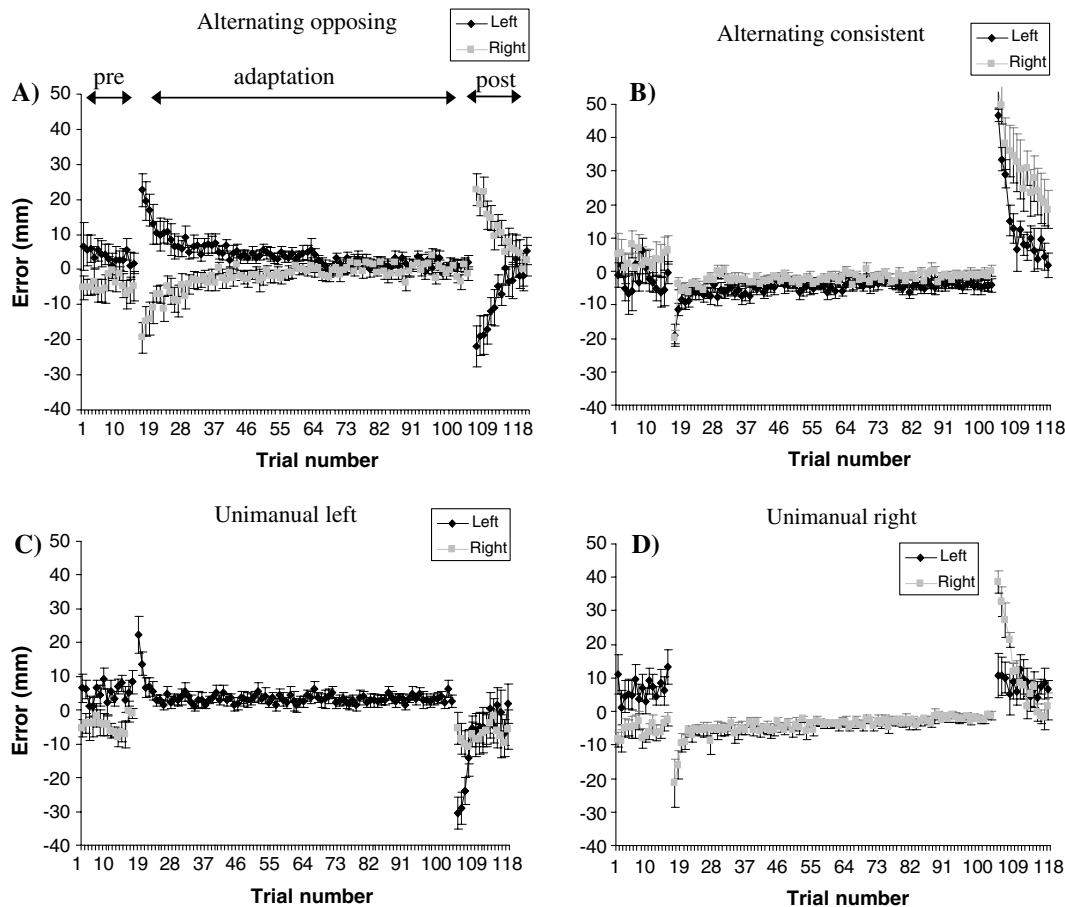 Alternating opposing
Left
Right
pre
adaptation
post
A)
50
40
30
20
10
0
-10
-20
-30
-40
Error (mm)
1 10 19 28 37 46 55 64 73 82 91 100 109 118
Trial number
Alternating consistent
Left
Right
B)
50
40
30
20
10
0
-10
-20
-30
-40
1 10 19 28 37 46 55 64 73 82 91 100 109 118
Trial number
Unimanual left
Left
Right
C)
50
40
30
20
10
0
-10
-20
-30
-40
Error (mm)
1 10 19 28 37 46 55 64 73 82 91 100 109 118
Trial number
Unimanual right
Left
Right
D)
50
40
30
20
10
0
-10
-20
-30
-40
1 10 19 28 37 46 55 64 73 82 91 100 109 118
Trial number